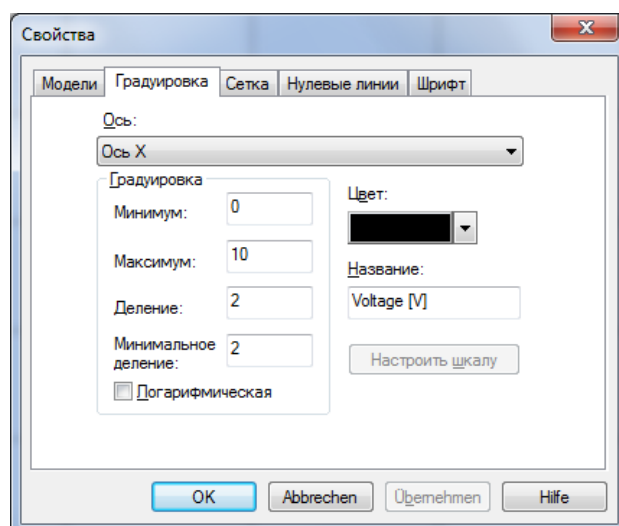 Свойства
Модели Градуировка Сетка Нулевые линии Шрифт
Ось:
Ось X
Градуировка
Минимум: 0
Максимум: 10
Деление: 2
Минимальное деление: 2
Логарифмическая
Цвет:
Название:
Voltage [V]
Настроить шкалу
OK Abbrechen Übernehmen Hilfe